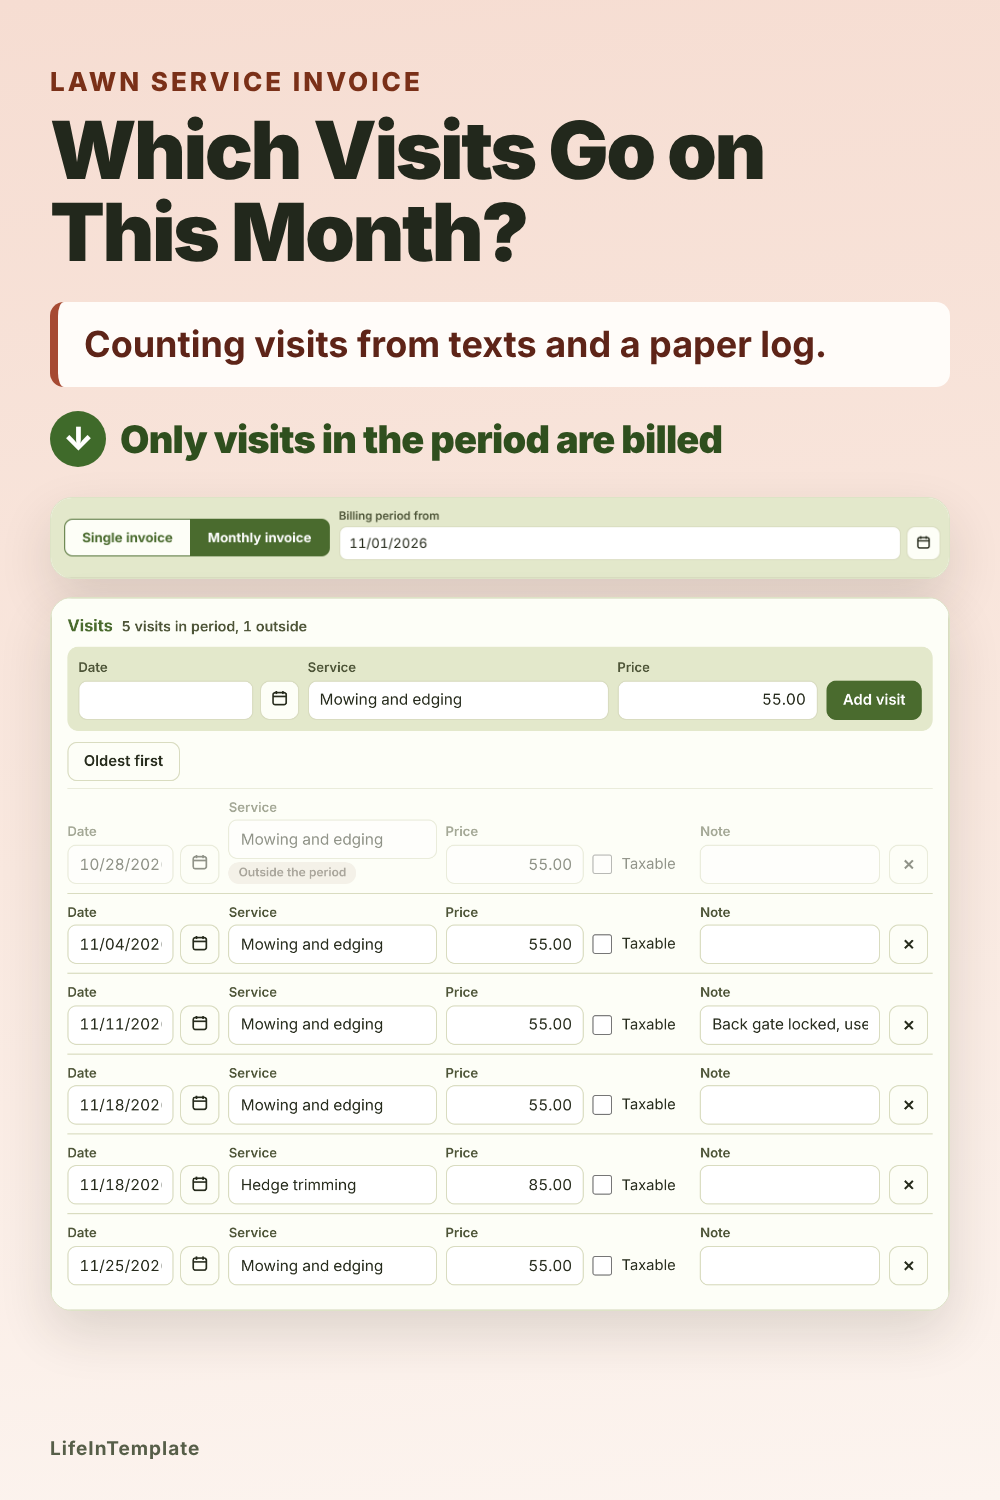 LAWN SERVICE INVOICE
Which Visits Go on
This Month?
Counting visits from texts and a paper log.
Only visits in the period are billed
Single invoice
Monthly invoice
Billing period from
11/01/2026
Visits 5 visits in period, 1 outside
Date Service Price
Mowing and edging 55.00 Add visit
Oldest first
Date Service Price Note
10/28/202 Mowing and edging 55.00 Taxable ×
Outside the period
Date Service Price Note
11/04/202 Mowing and edging 55.00 Taxable ×
Date Service Price Note
11/11/202 Mowing and edging 55.00 Taxable Back gate locked, use ×
Date Service Price Note
11/18/202 Mowing and edging 55.00 Taxable ×
Date Service Price Note
11/18/202 Hedge trimming 85.00 Taxable ×
Date Service Price Note
11/25/202 Mowing and edging 55.00 Taxable ×
LifeInTemplate